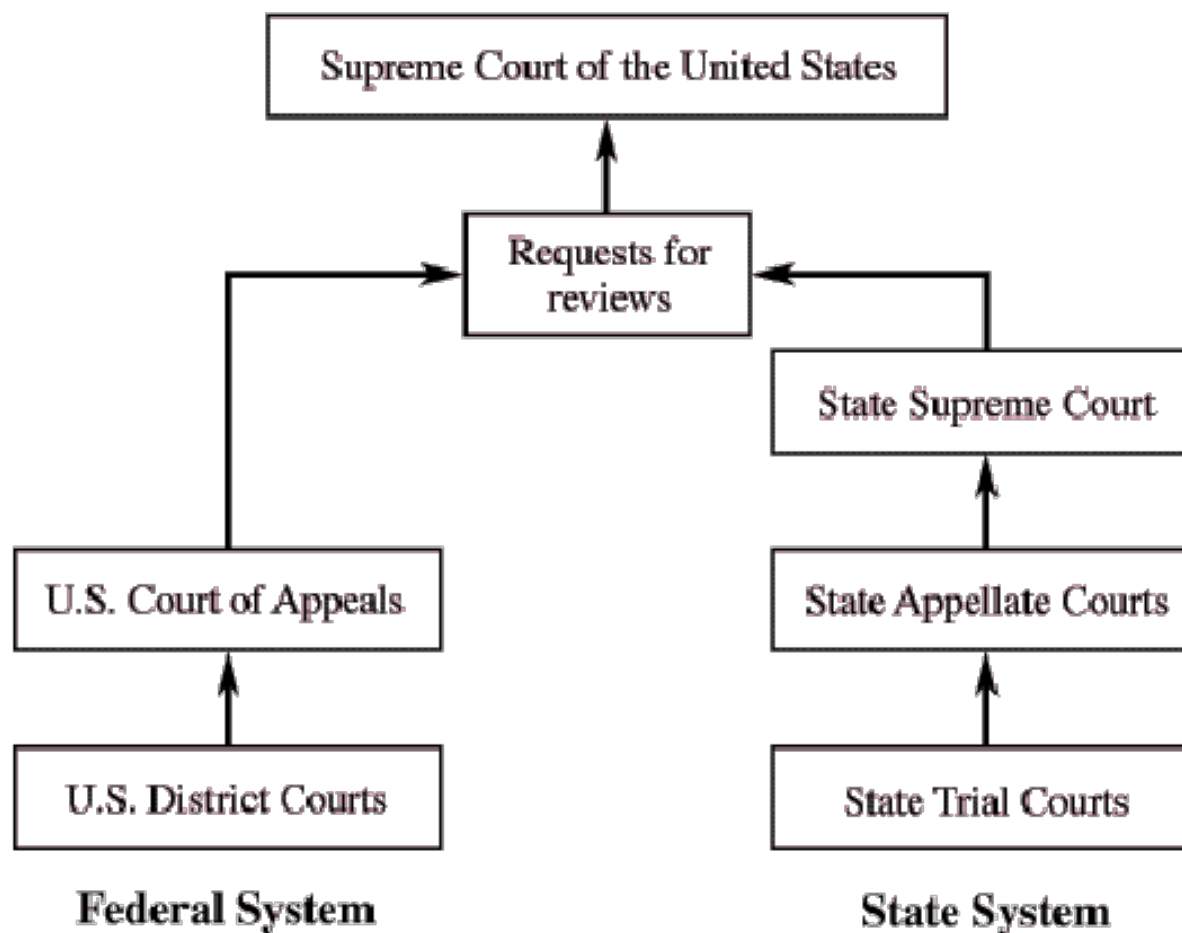 Supreme Court of the United States
Requests for
reviews
State Supreme Court
U.S. Court of Appeals
State Appellate Courts
U.S. District Courts
State Trial Courts
Federal System
State System